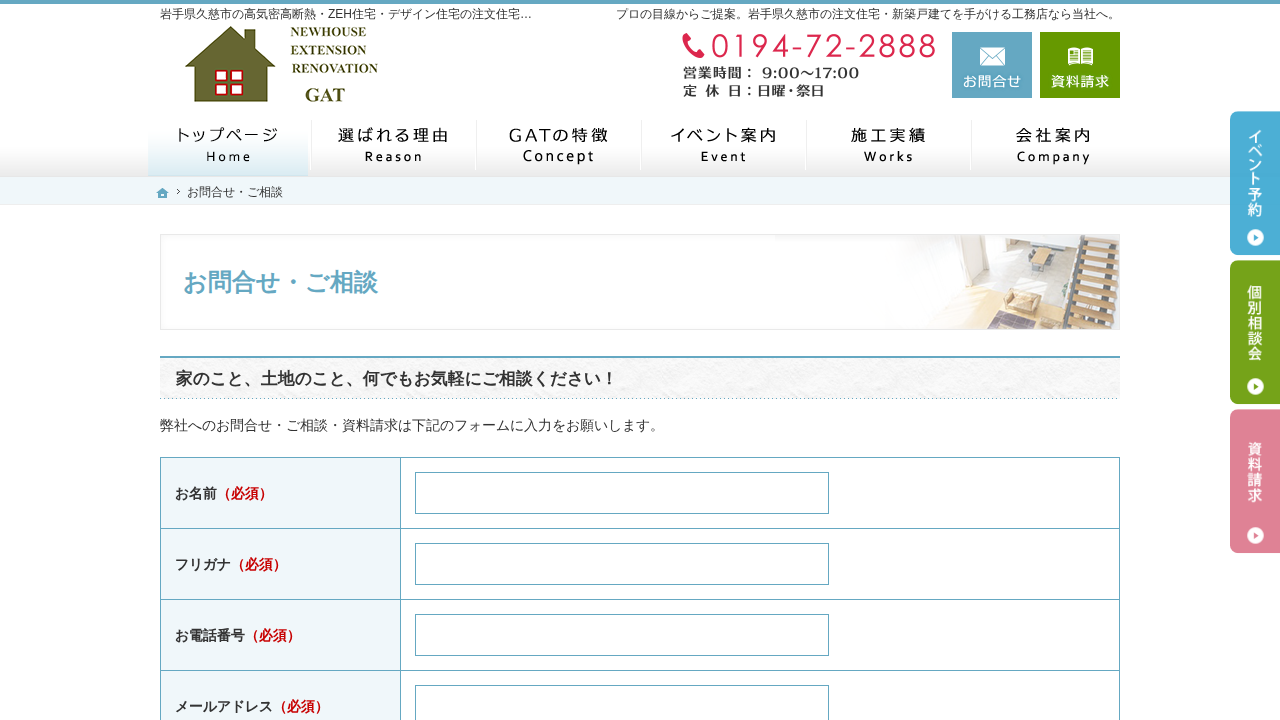 岩手県久慈市の高気密高断熱・ZEH住宅・デザイン住宅の注文住宅…
プロの目線からご提案。岩手県久慈市の注文住宅・新築戸建てを手がける工務店なら当社へ。
NEWHOUSE
EXTENSION
RENOVATION
GAT
0194-72-2888
営業時間： 9:00〜17:00
定 休 日：日曜・祭日
お問合せ
資料請求
トップページ
Home
選ばれる理由
Reason
GATの特徴
Concept
イベント案内
Event
施工実績
Works
会社案内
Company
お問合せ・ご相談
イベント予約
個別相談会
資料請求
お問合せ・ご相談
家のこと、土地のこと、何でもお気軽にご相談ください！
弊社へのお問合せ・ご相談・資料請求は下記のフォームに入力をお願いします。
お名前（必須）
フリガナ（必須）
お電話番号（必須）
メールアドレス（必須）